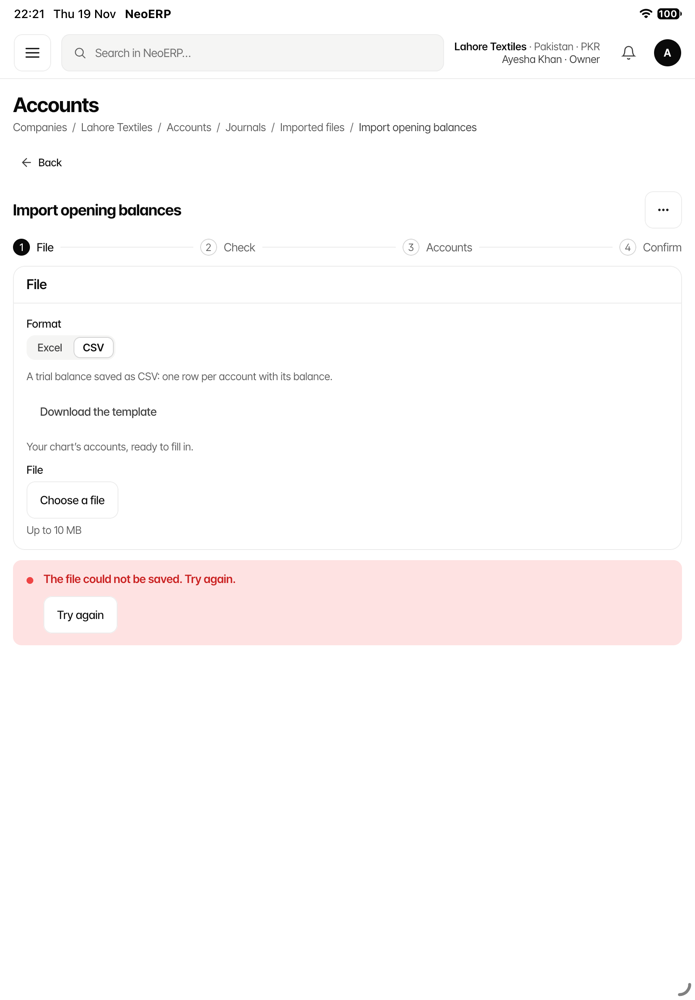 22:21 Thu 19 Nov NeoERP
100
Search in NeoERP...
Lahore Textiles · Pakistan · PKR
Ayesha Khan · Owner
A
Accounts
Companies / Lahore Textiles / Accounts / Journals / Imported files / Import opening balances
Back
Import opening balances
1 File
2 Check
3 Accounts
4 Confirm
File
Format
Excel CSV
A trial balance saved as CSV: one row per account with its balance.
Download the template
Your chart's accounts, ready to fill in.
File
Choose a file
Up to 10 MB
The file could not be saved. Try again.
Try again